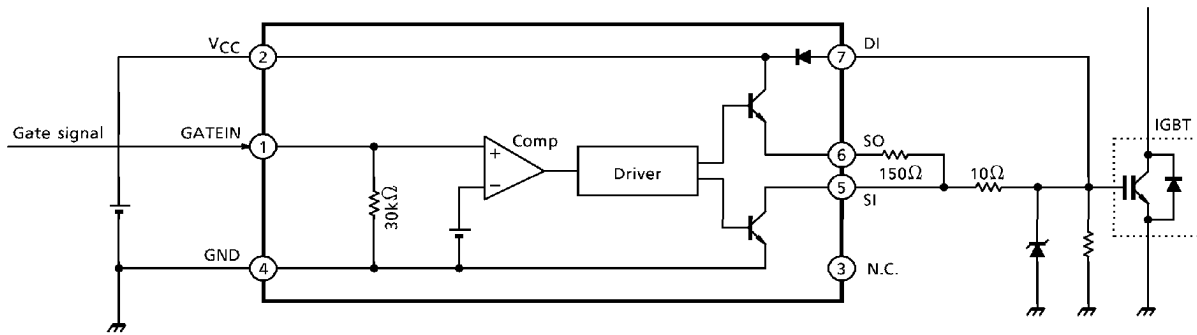 VCC
2
7
DI
Gate signal
GATEIN
1
Comp
+
−
30kΩ
Driver
6
SO
150Ω
5
SI
10Ω
IGBT
GND
4
3
N.C.